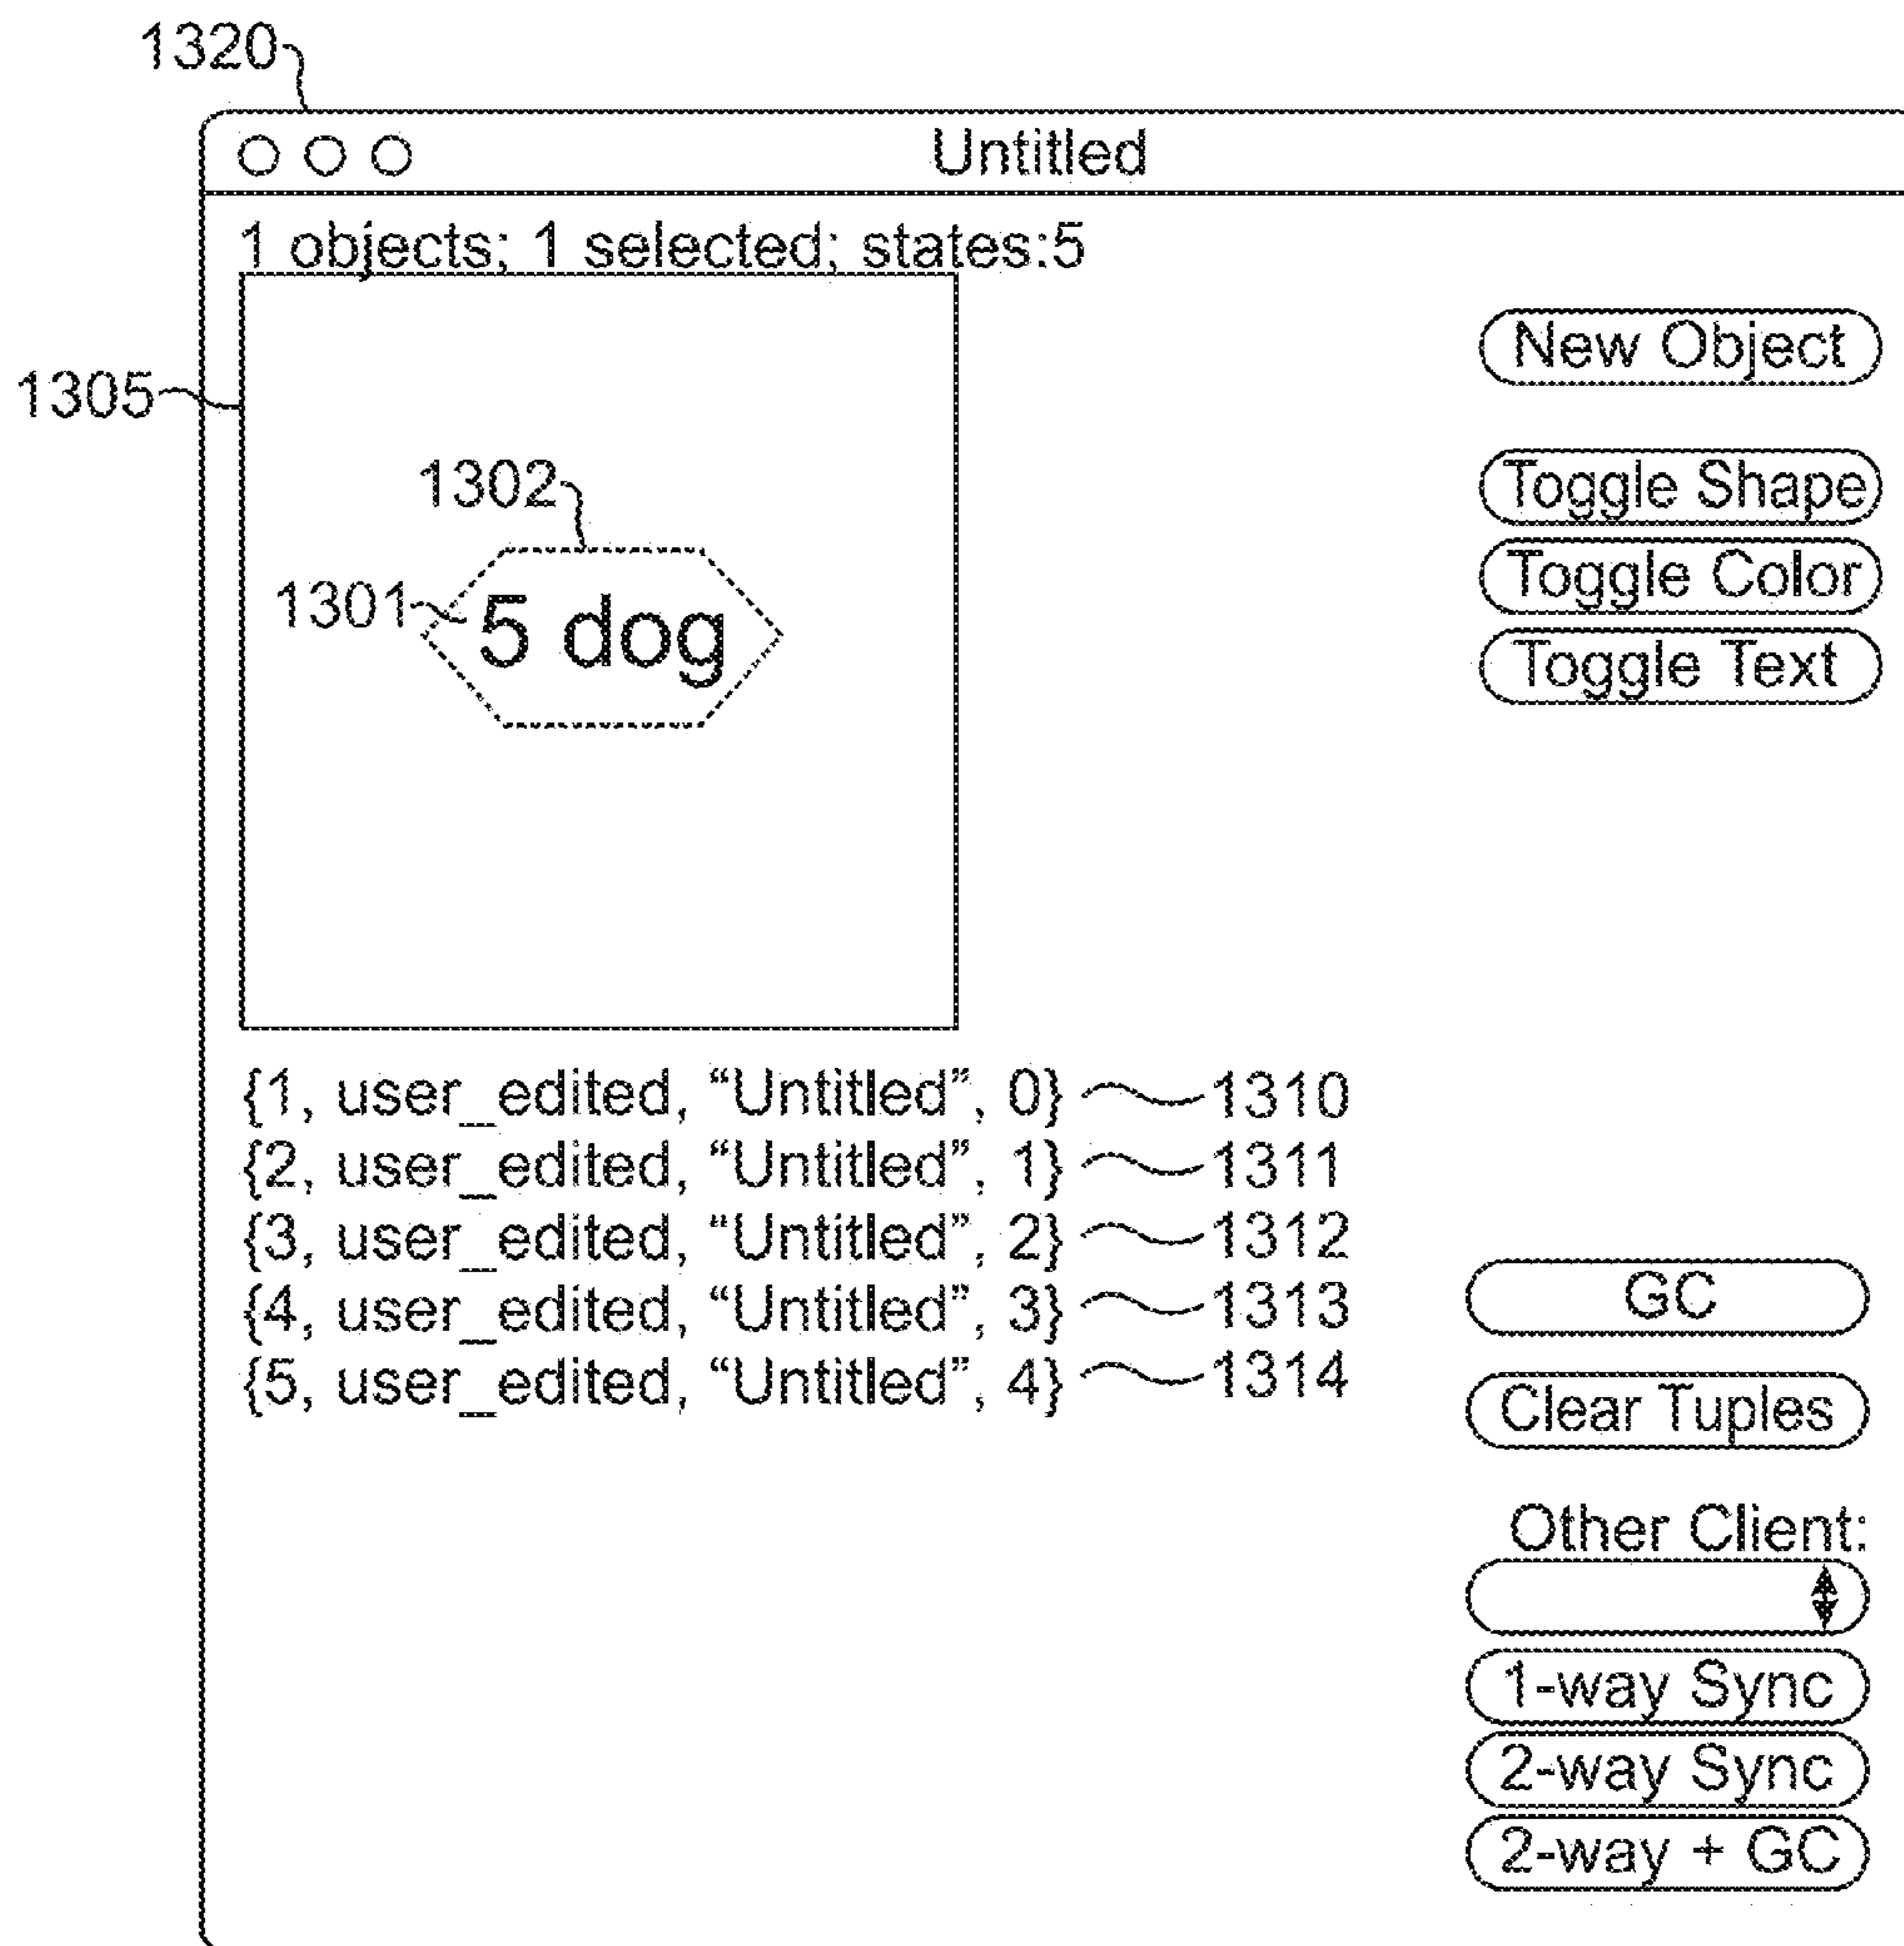 1320
Untitled
1 objects; 1 selected; states:5
1305
New Object
1302
Toggle Shape
1301
5 dog
Toggle Color
Toggle Text
{1, user_edited, “Untitled”, 0} 1310
{2, user_edited, “Untitled”, 1} 1311
{3, user_edited, “Untitled”, 2} 1312
{4, user_edited, “Untitled”, 3} 1313
{5, user_edited, “Untitled”, 4} 1314
GC
Clear Tuples
Other Client:
1-way Sync
2-way Sync
2-way + GC